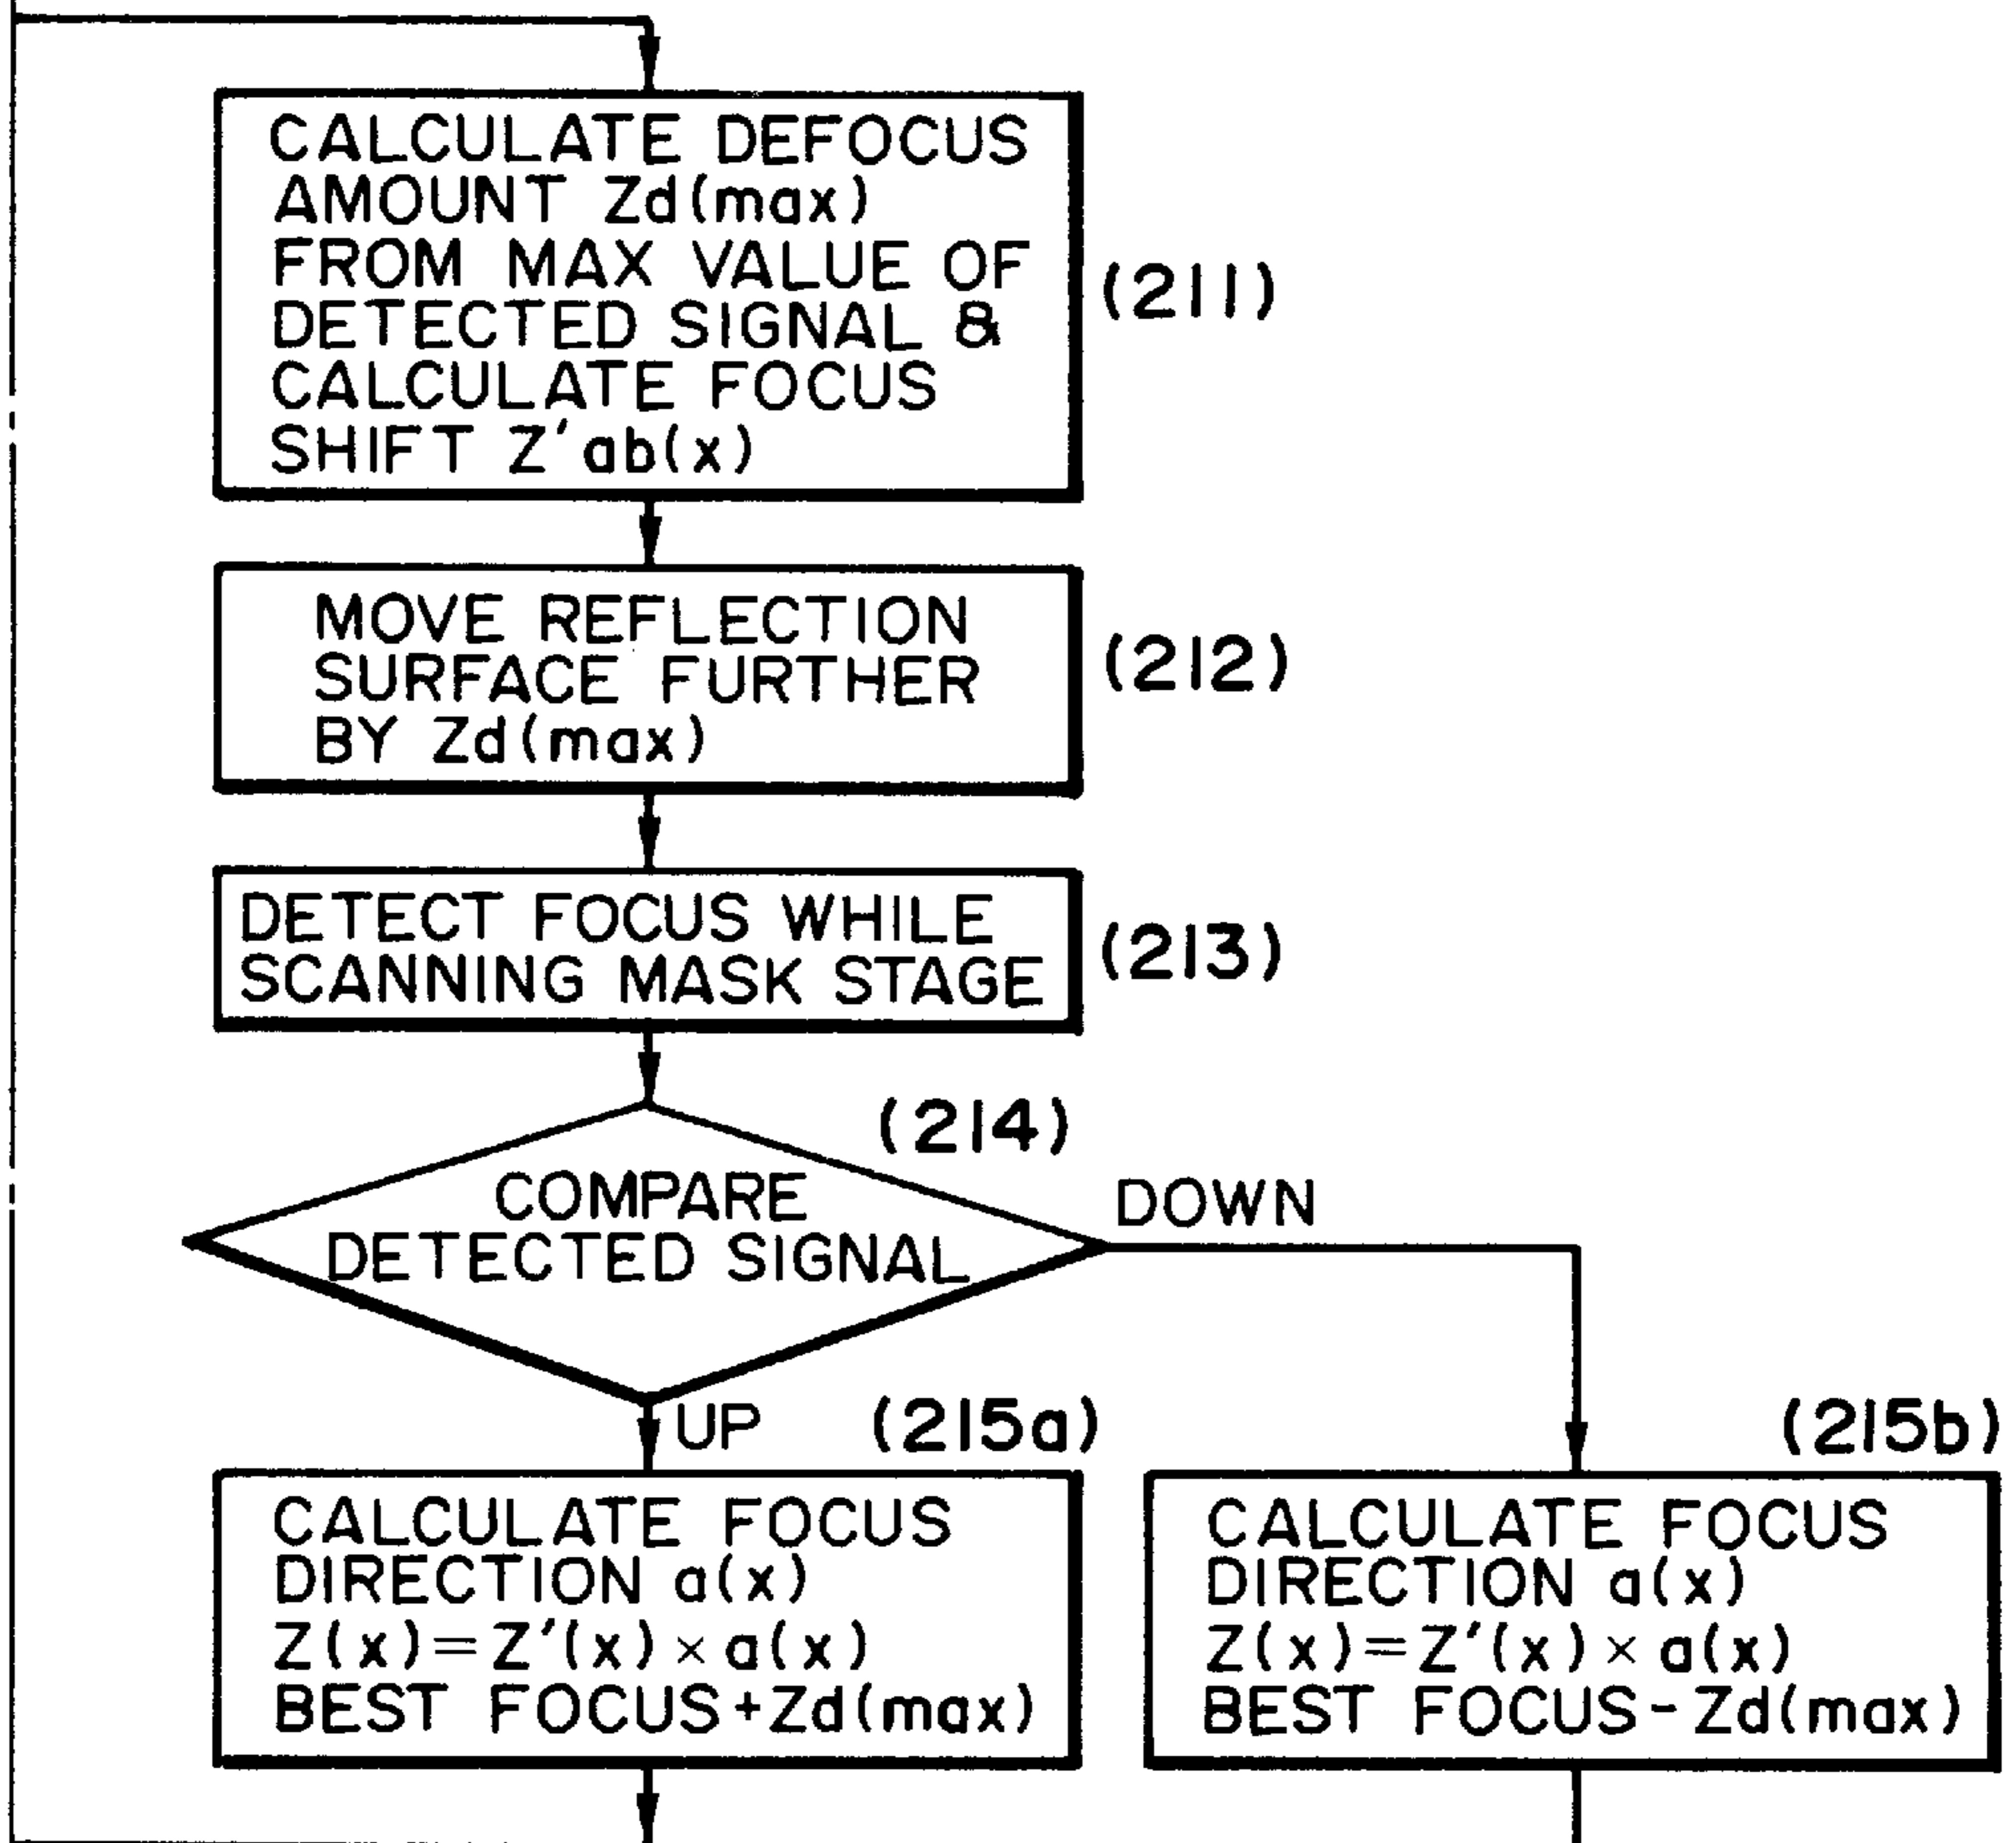 CALCULATE DEFOCUS
AMOUNT Zd(max)
FROM MAX VALUE OF
DETECTED SIGNAL &
CALCULATE FOCUS
SHIFT Z'ab(x)
(211)
MOVE REFLECTION
SURFACE FURTHER
BY Zd(max)
(212)
DETECT FOCUS WHILE
SCANNING MASK STAGE
(213)
(214)
COMPARE
DETECTED SIGNAL
DOWN
UP
(215a)
CALCULATE FOCUS
DIRECTION a(x)
Z(x)=Z'(x)×a(x)
BEST FOCUS+Zd(max)
(215b)
CALCULATE FOCUS
DIRECTION a(x)
Z(x)=Z'(x)×a(x)
BEST FOCUS-Zd(max)